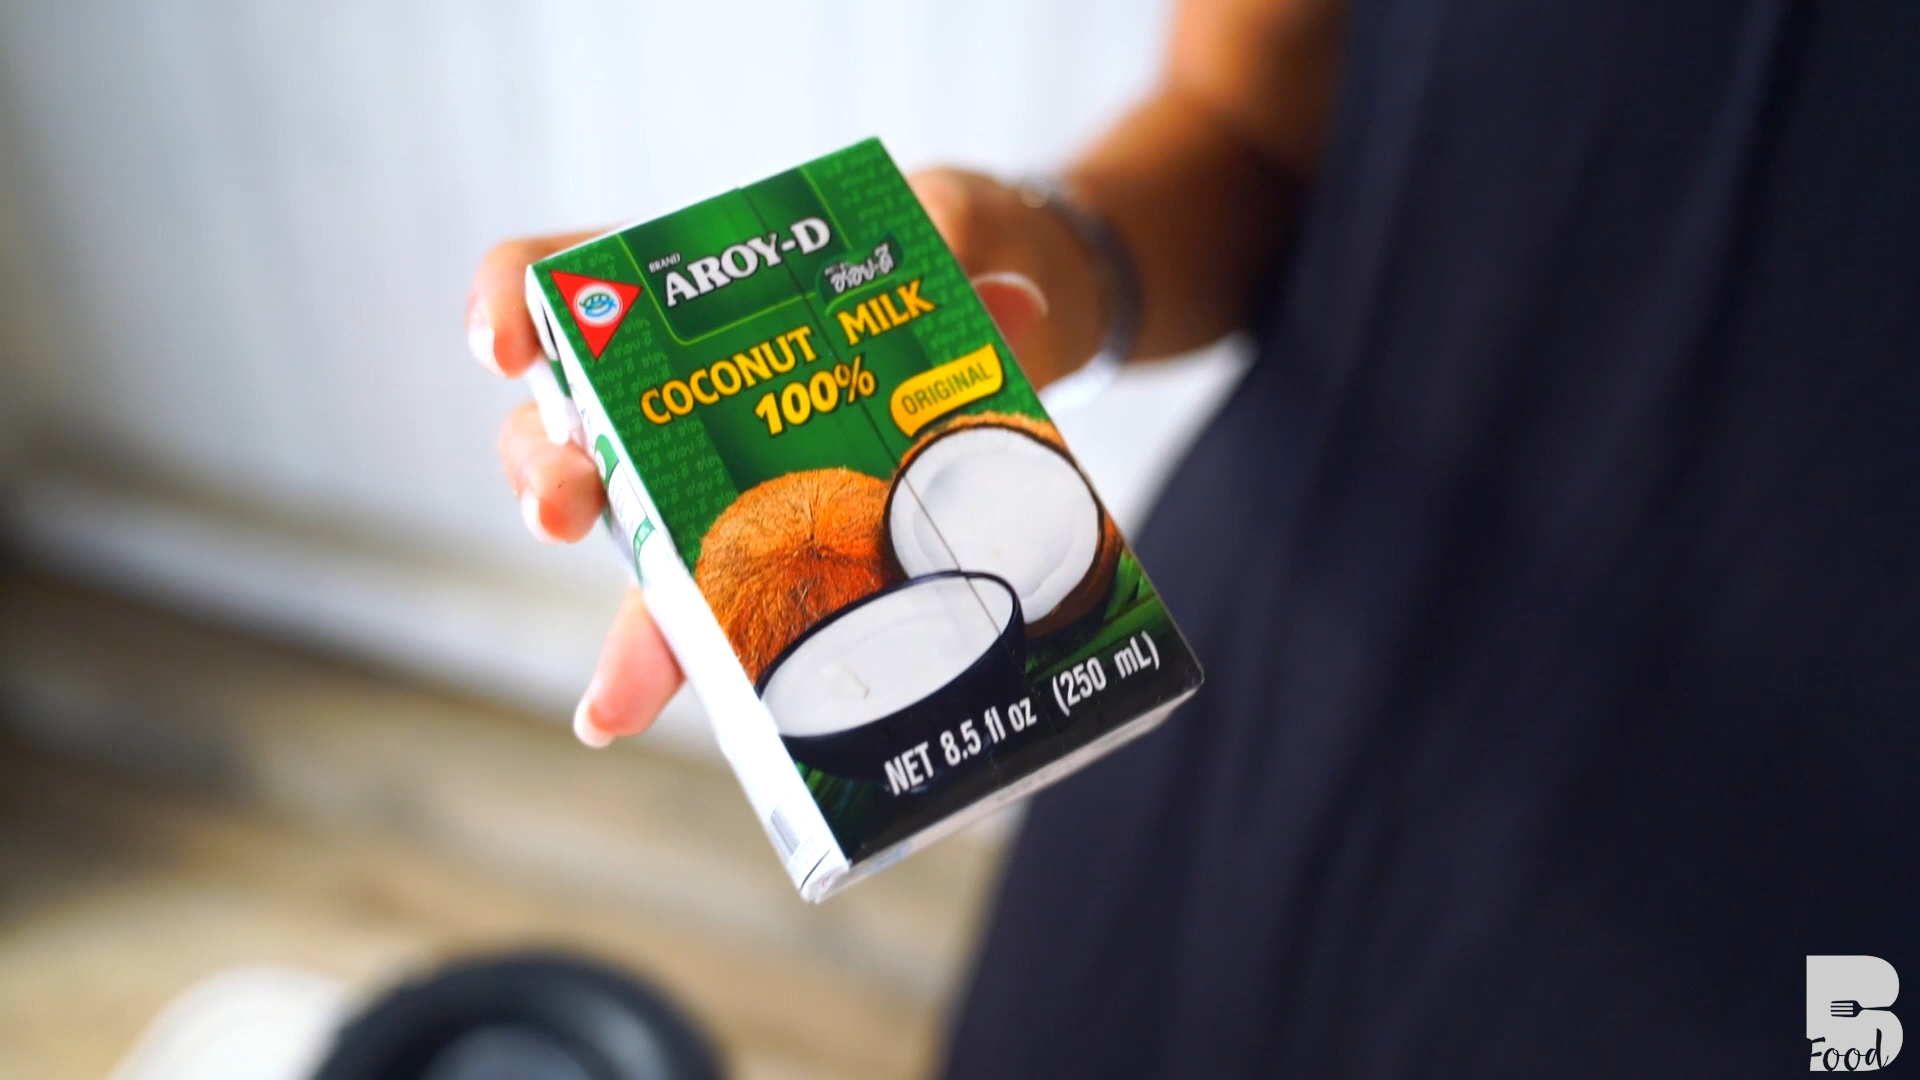 BRAND
AROY-D
อร่อย-ดี
COCONUT MILK
100%
ORIGINAL
NET 8.5 fl oz (250 mL)
B
Food